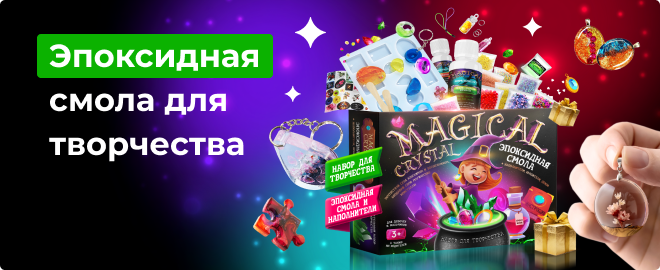 Эпоксидная
смола для
творчества
MAGICAL
CRYSTAL
ЭПОКСИДНАЯ
СМОЛА
НАБОР ДЛЯ
ТВОРЧЕСТВА
ЭПОКСИДНАЯ
СМОЛА И
НАПОЛНИТЕЛИ
3+